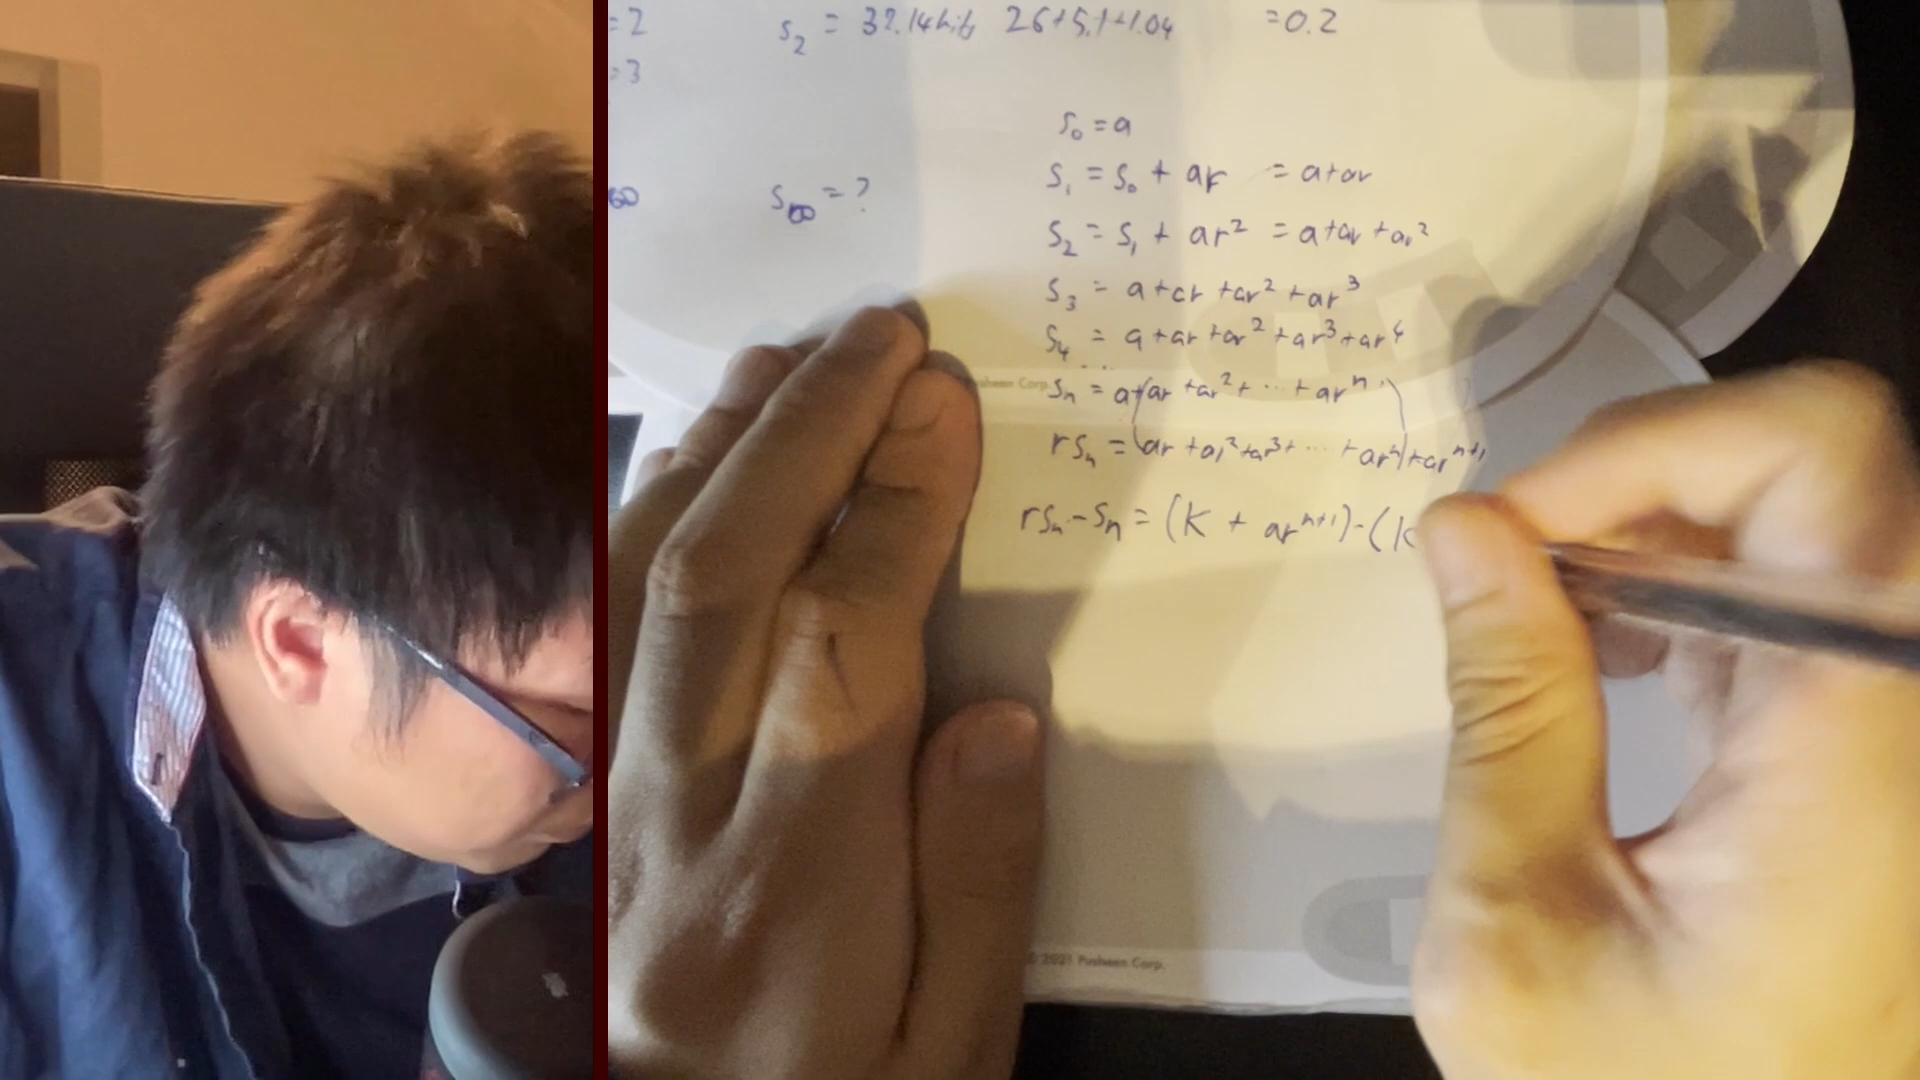 =2 S₂ = 32.14hits 26+5.1+1.04 =0.2
=3
S₀ = a
S₁ = S₀ + ar = a+ar
∞ S∞ = ?
S₂ = S₁ + ar² = a+ar+ar²
S₃ = a+ar+ar²+ar³
S₄ = a+ar+ar²+ar³+ar⁴
Pusheen Corp.
Sₙ = a+(ar+ar²+...+arⁿ)
rSₙ = (ar+ar²+ar³+...+arⁿ)+arⁿ⁺¹
rSₙ-Sₙ = (K + arⁿ⁺¹)-(K
© 2021 Pusheen Corp.